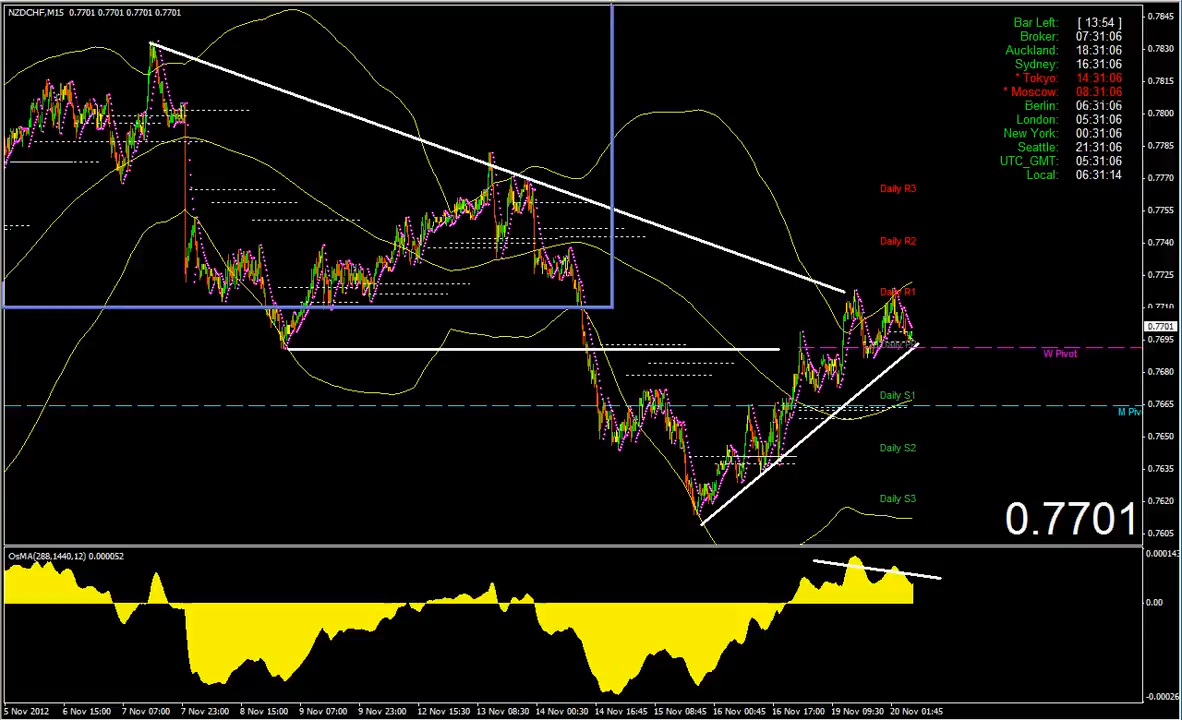 NZDCHF,M15 0.7701 0.7701 0.7701 0.7701
Bar Left: [ 13:54 ]
Broker: 07:31:06
Auckland: 18:31:06
Sydney: 16:31:06
* Tokyo: 14:31:06
* Moscow: 08:31:06
Berlin: 06:31:06
London: 05:31:06
New York: 00:31:06
Seattle: 21:31:06
UTC_GMT: 05:31:06
Local: 06:31:14
0.7845
0.7830
0.7815
0.7800
0.7785
0.7770
0.7755
0.7740
0.7725
0.7710
0.7701
0.7695
0.7680
0.7665
0.7650
0.7635
0.7620
0.7605
Daily R3
Daily R2
Daily R1
W Pivot
Daily S1
M Piv
Daily S2
Daily S3
0.7701
OsMA(288,1440,12) 0.000052
0.000143
0.00
-0.00026
5 Nov 2012 6 Nov 15:00 7 Nov 07:00 7 Nov 23:00 8 Nov 15:00 9 Nov 07:00 9 Nov 23:00 12 Nov 15:00 13 Nov 08:30 14 Nov 00:30 14 Nov 16:45 15 Nov 08:45 16 Nov 00:45 16 Nov 17:00 19 Nov 09:30 20 Nov 01:45